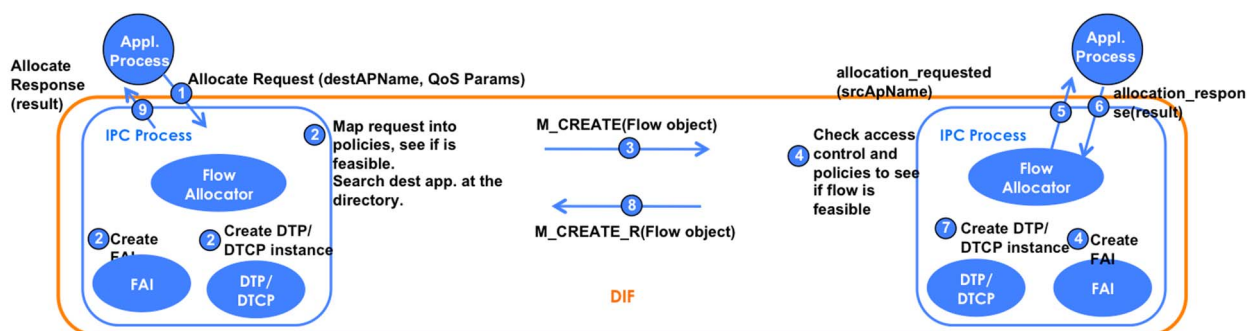 Appl.
Process
Allocate
Response
(result)
1
Allocate Request (destAPName, QoS Params)
9
IPC Process
2
Map request into
policies, see if is
feasible.
Search dest app. at the
directory.
Flow
Allocator
2
Create
FAI
2
Create DTP/
DTCP instance
FAI
DTP/
DTCP
M_CREATE(Flow object)
3
8
M_CREATE_R(Flow object)
DIF
Appl.
Process
allocation_requested
(srcApName)
5
6
allocation_respon
se(result)
IPC Process
4
Check access
control and
policies to see
if flow is
feasible
Flow
Allocator
7
Create DTP/
DTCP instance
4
Create
FAI
DTP/
DTCP
FAI